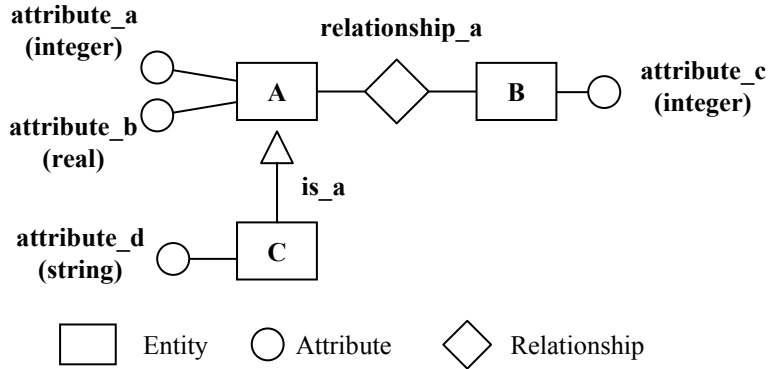 attribute_a
(integer)
relationship_a
A
B
attribute_c
(integer)
attribute_b
(real)
is_a
attribute_d
(string)
C
Entity
Attribute
Relationship